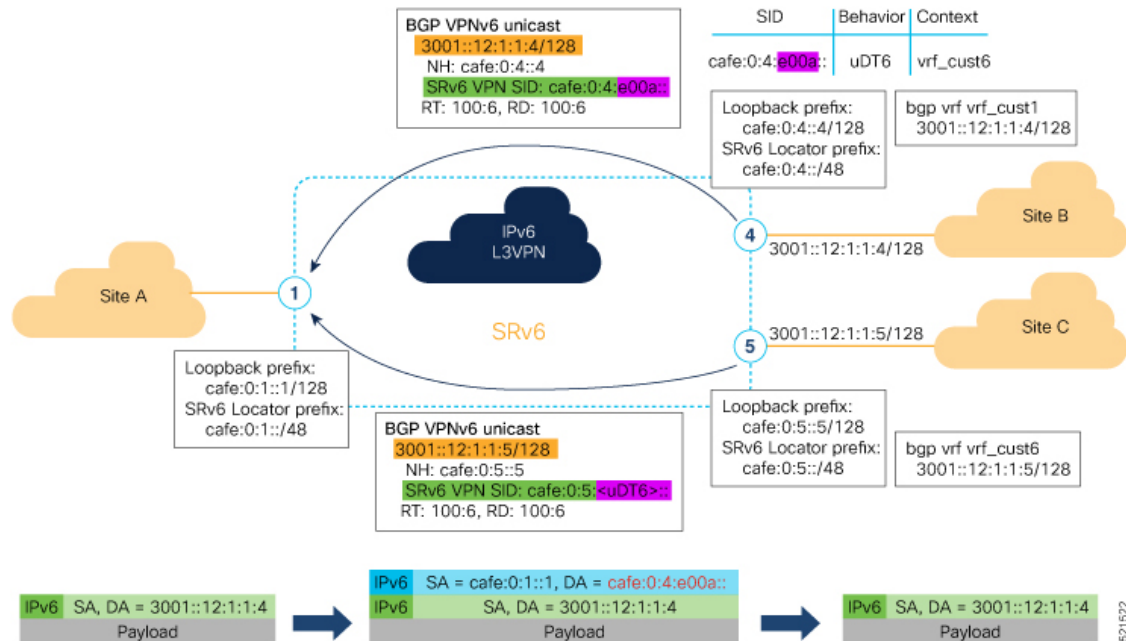 BGP VPNv6 unicast
3001::12:1:1:4/128
NH: cafe:0:4::4
SRv6 VPN SID: cafe:0:4:e00a::
RT: 100:6, RD: 100:6
SID Behavior Context
cafe:0:4:e00a:: uDT6 vrf_cust6
Loopback prefix:
cafe:0:4::4/128
SRv6 Locator prefix:
cafe:0:4::/48
bgp vrf vrf_cust1
3001::12:1:1:4/128
IPv6
L3VPN
4
3001::12:1:1:4/128
Site B
Site A
1
SRv6
5
3001::12:1:1:5/128
Site C
Loopback prefix:
cafe:0:1::1/128
SRv6 Locator prefix:
cafe:0:1::/48
BGP VPNv6 unicast
3001::12:1:1:5/128
NH: cafe:0:5::5
SRv6 VPN SID: cafe:0:5:<uDT6>::
RT: 100:6, RD: 100:6
Loopback prefix:
cafe:0:5::5/128
SRv6 Locator prefix:
cafe:0:5::/48
bgp vrf vrf_cust6
3001::12:1:1:5/128
IPv6 SA, DA = 3001::12:1:1:4
Payload
IPv6 SA = cafe:0:1::1, DA = cafe:0:4:e00a::
IPv6 SA, DA = 3001::12:1:1:4
Payload
IPv6 SA, DA = 3001::12:1:1:4
Payload
521522